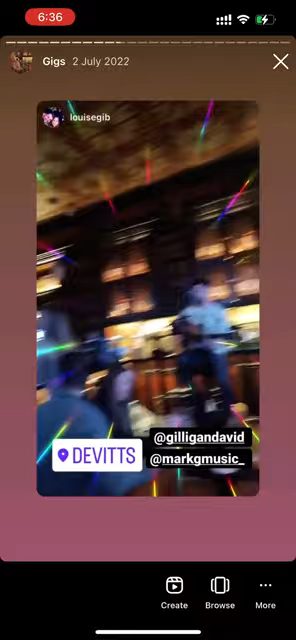 6:36
Gigs 2 July 2022
louisegib
@gilligandavid
DEVITTS
@markgmusic_
Create Browse More